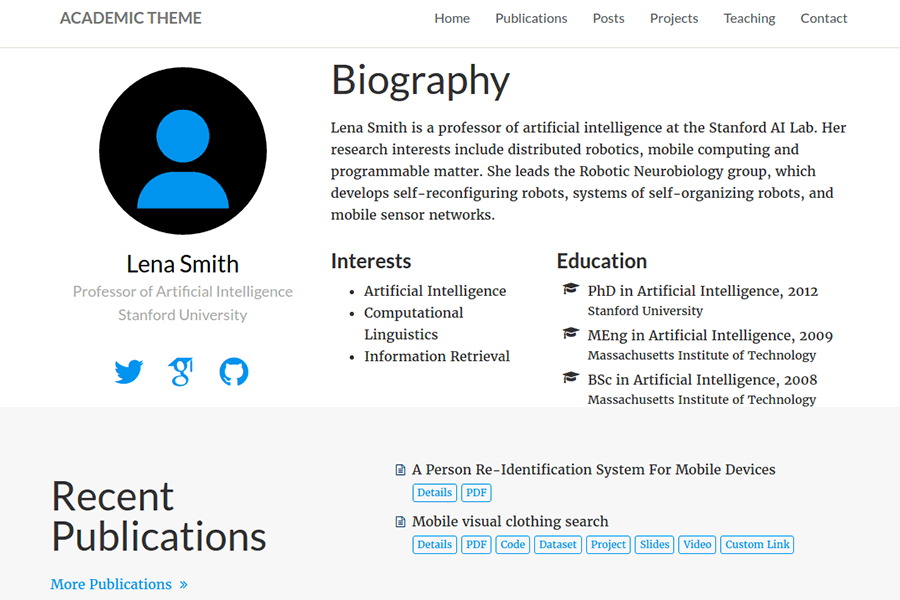 ACADEMIC THEME
Home Publications Posts Projects Teaching Contact
Lena Smith
Professor of Artificial Intelligence
Stanford University
Biography
Lena Smith is a professor of artificial intelligence at the Stanford AI Lab. Her
research interests include distributed robotics, mobile computing and
programmable matter. She leads the Robotic Neurobiology group, which
develops self-reconfiguring robots, systems of self-organizing robots, and
mobile sensor networks.
Interests
Artificial Intelligence
Computational
Linguistics
Information Retrieval
Education
PhD in Artificial Intelligence, 2012
Stanford University
MEng in Artificial Intelligence, 2009
Massachusetts Institute of Technology
BSc in Artificial Intelligence, 2008
Massachusetts Institute of Technology
Recent
Publications
More Publications »
A Person Re-Identification System For Mobile Devices
Details PDF
Mobile visual clothing search
Details PDF Code Dataset Project Slides Video Custom Link